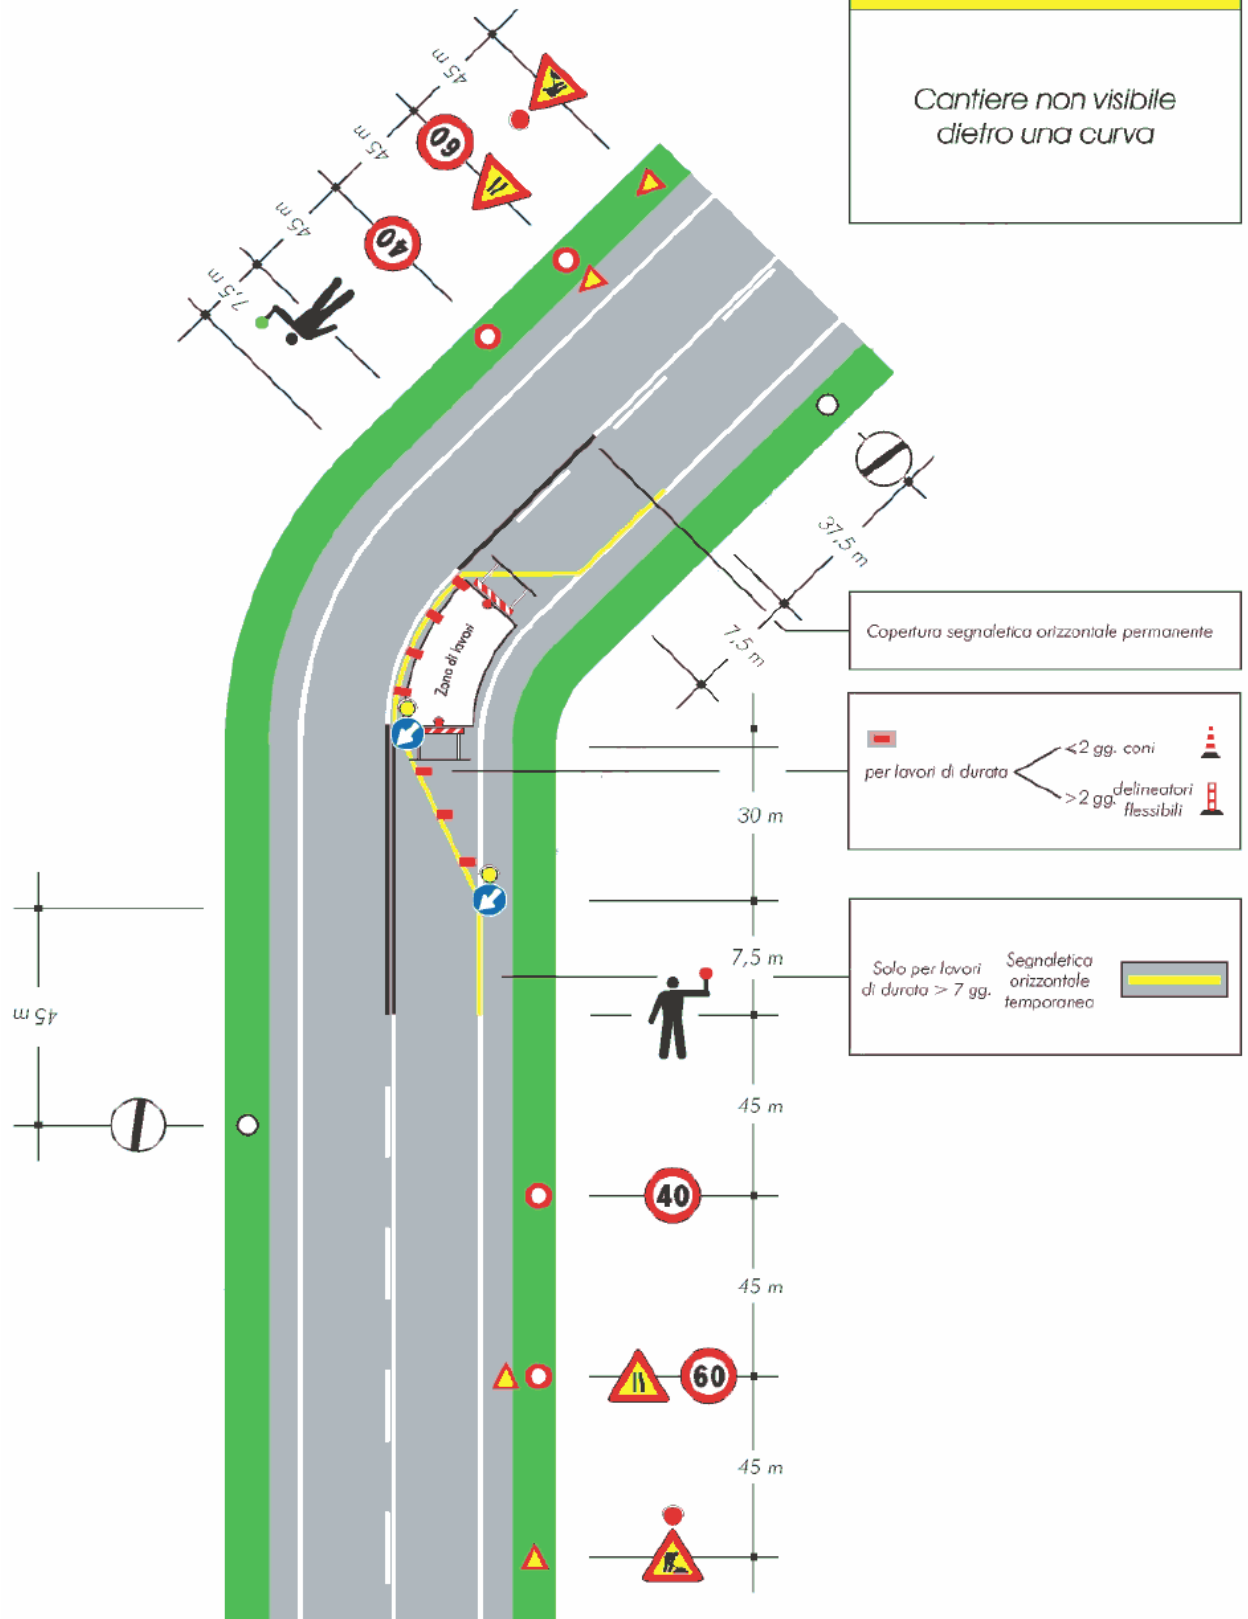 Cantiere non visibile
dietro una curva
45 m
45 m
60
45 m
40
7,5 m
37,5 m
7,5 m
Copertura segnaletica orizzontale permanente
Zona di lavori
<2 gg. coni
per lavori di durata
>2 gg. delineatori
flessibili
30 m
7,5 m
Solo per lavori
di durata > 7 gg.
Segnaletica
orizzontale
temporanea
45 m
45 m
40
45 m
60
45 m